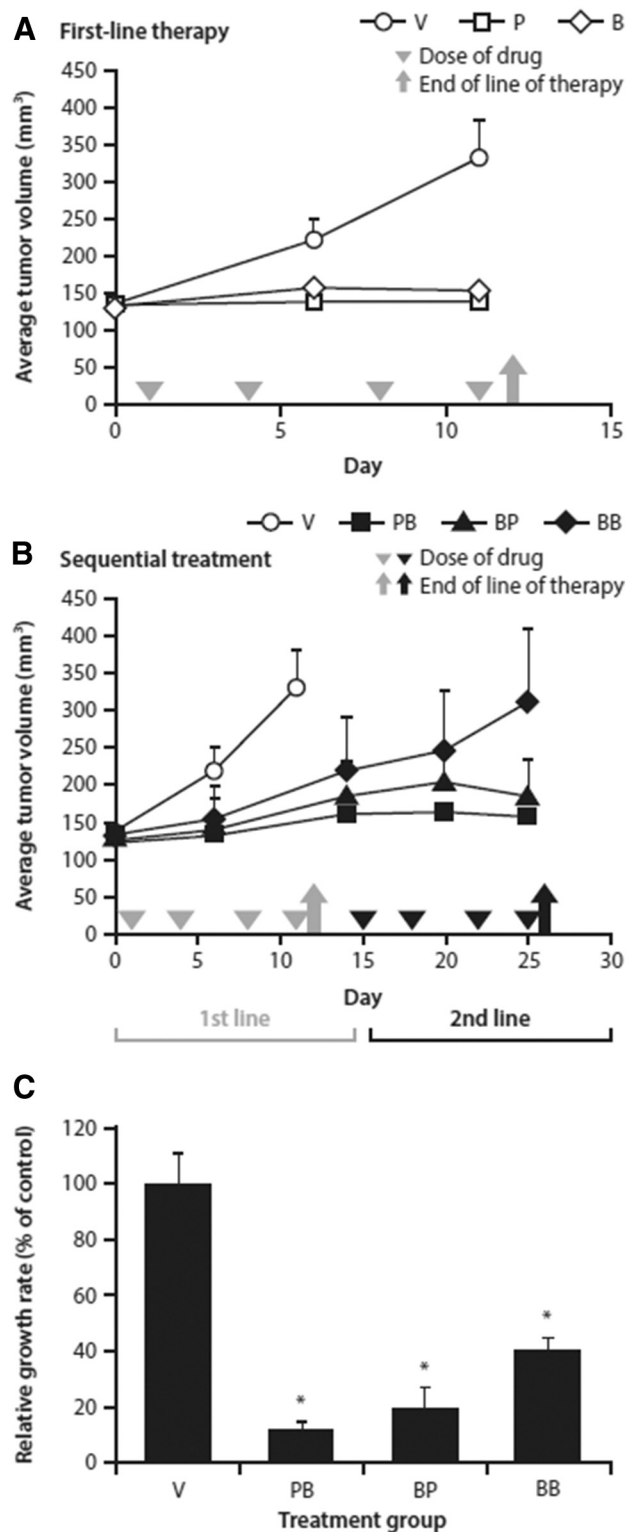 A First-line therapy
V P B
Dose of drug
End of line of therapy
Average tumor volume (mm³)
450
400
350
300
250
200
150
100
50
0
0 5 10 15
Day
V PB BP BB
B Sequential treatment
Dose of drug
End of line of therapy
Average tumor volume (mm³)
450
400
350
300
250
200
150
100
50
0
0 5 10 15 20 25 30
Day
1st line 2nd line
C
Relative growth rate (% of control)
120
100
80
60
40
20
0
* * *
V PB BP BB
Treatment group